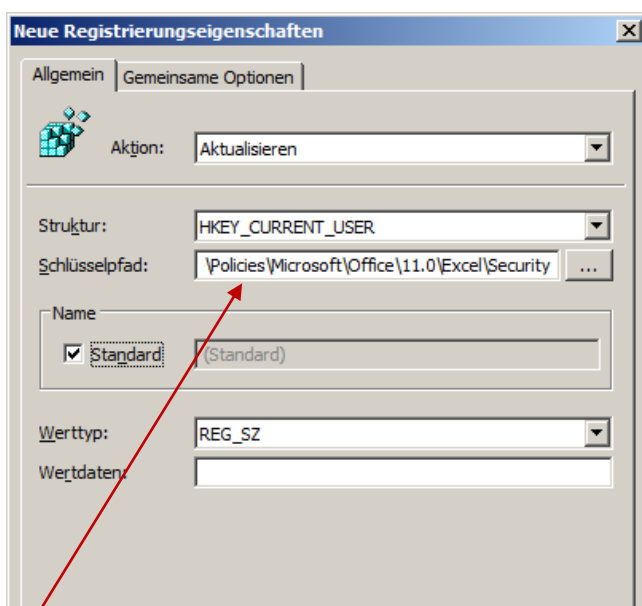 Neue Registrierungseigenschaften
Allgemein
Gemeinsame Optionen
Aktion:
Aktualisieren
Struktur:
HKEY_CURRENT_USER
Schlüsselpfad:
\Policies\Microsoft\Office\11.0\Excel\Security
...
Name
Standard
(Standard)
Werttyp:
REG_SZ
Wertdaten: